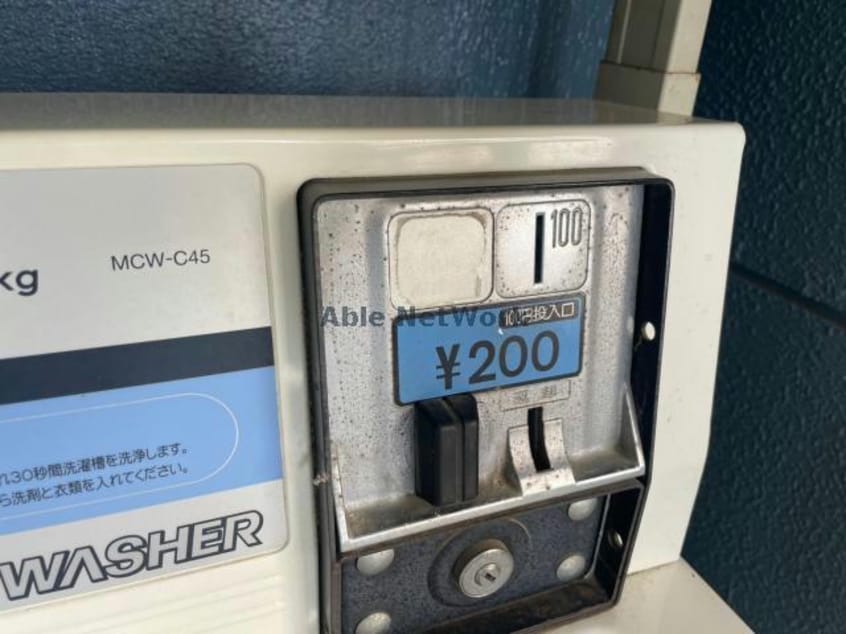 kg
MCW-C45
100
Able NetWo
100円投入口
¥200
返却
れ30秒間洗濯槽を洗浄します。
ら洗剤と衣類を入れてください。
WASHER